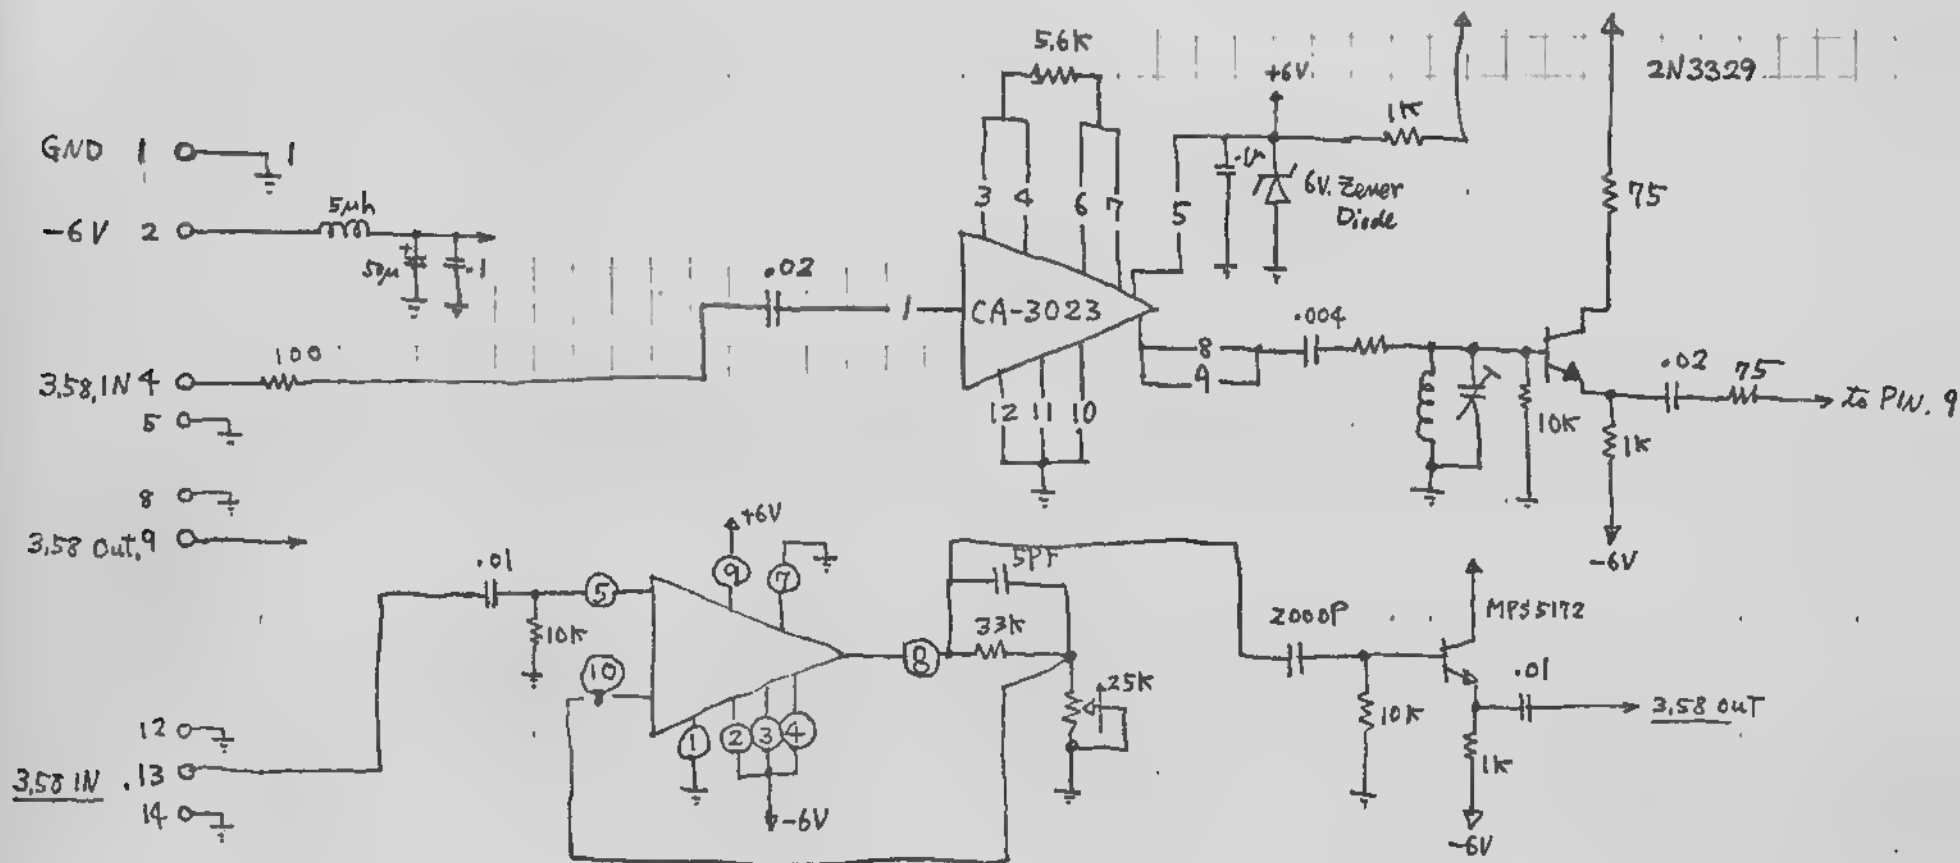 5.6K
2N3329
+6V
1K
GND 1
1
-6V 2
5μh
50μ
+
.1
3 4 6 7 5
.1μ
6V. Zener
Diode
75
.02
1
CA-3023
8
9
12 11 10
.004
10K
1K
.02
75
to PIN. 9
-6V
3.58, IN 4
100
5
8
3.58 Out, 9
.01
10K
5
10
+6V
9
7
1
2
3
4
-6V
8
5PF
33K
25K
2000P
10K
MPS5172
.01
3.58 OUT
1K
-6V
12
3.58 IN .13
14